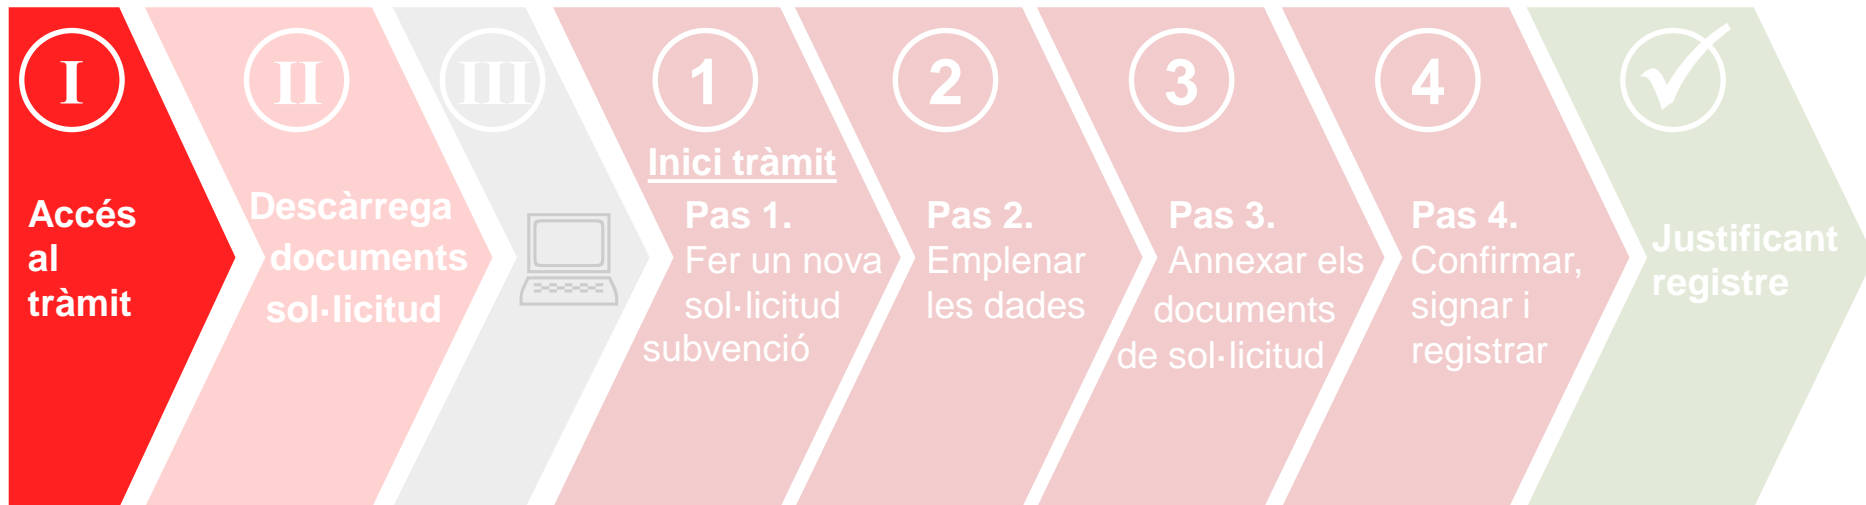 I
Accés
al
tràmit
II
Descàrrega
documents
sol·licitud
III
1
Inici tràmit
Pas 1.
Fer un nova
sol·licitud
subvenció
2
Pas 2.
Emplenar
les dades
3
Pas 3.
Annexar els
documents
de sol·licitud
4
Pas 4.
Confirmar,
signar i
registrar
Justificant
registre